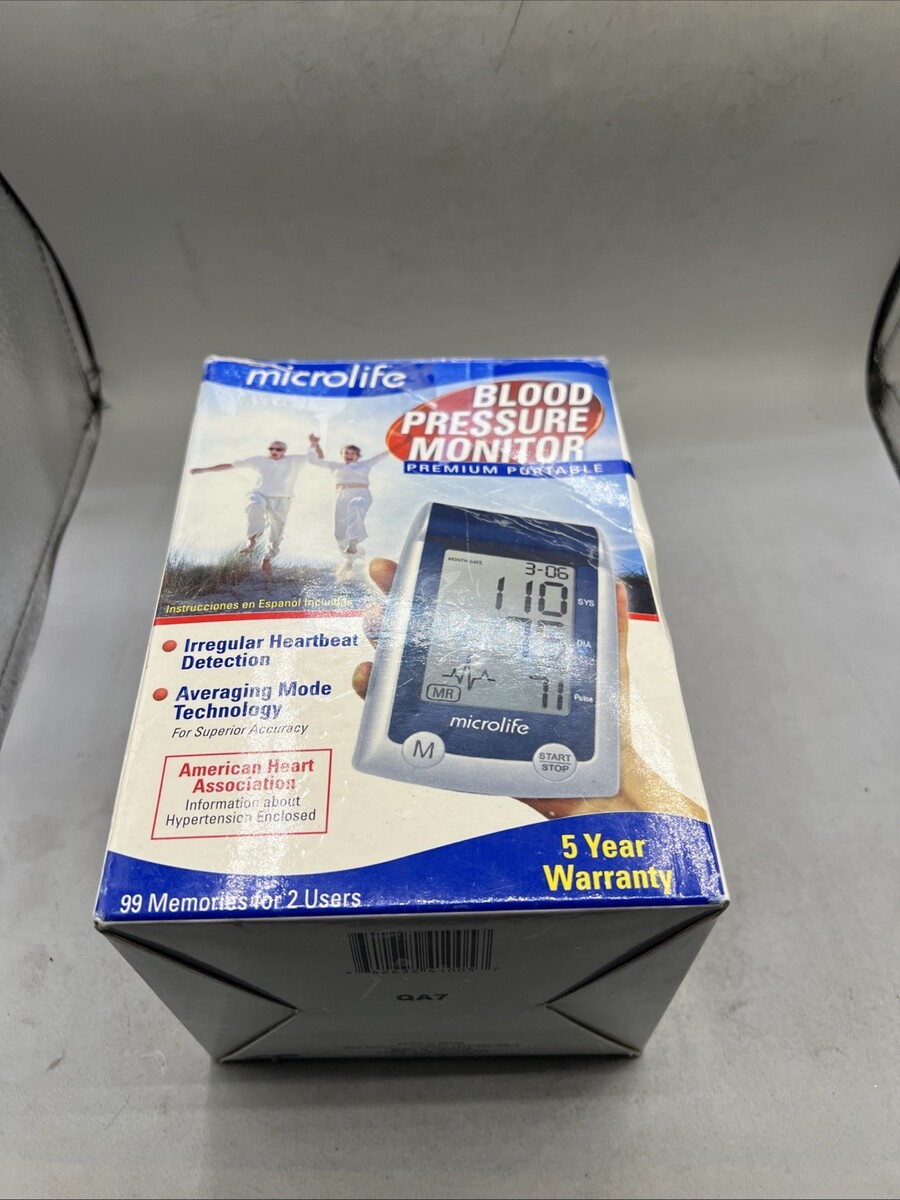 microlife
BLOOD
PRESSURE
MONITOR
PREMIUM PORTABLE
MONTH DATE
3-06
110
SYS
DIA
71
Pulse
MR
microlife
M
START
STOP
Instrucciones en Espanol Incluidas
Irregular Heartbeat
Detection
Averaging Mode
Technology
For Superior Accuracy
American Heart
Association
Information about
Hypertension Enclosed
5 Year
Warranty
99 Memories for 2 Users
QA7